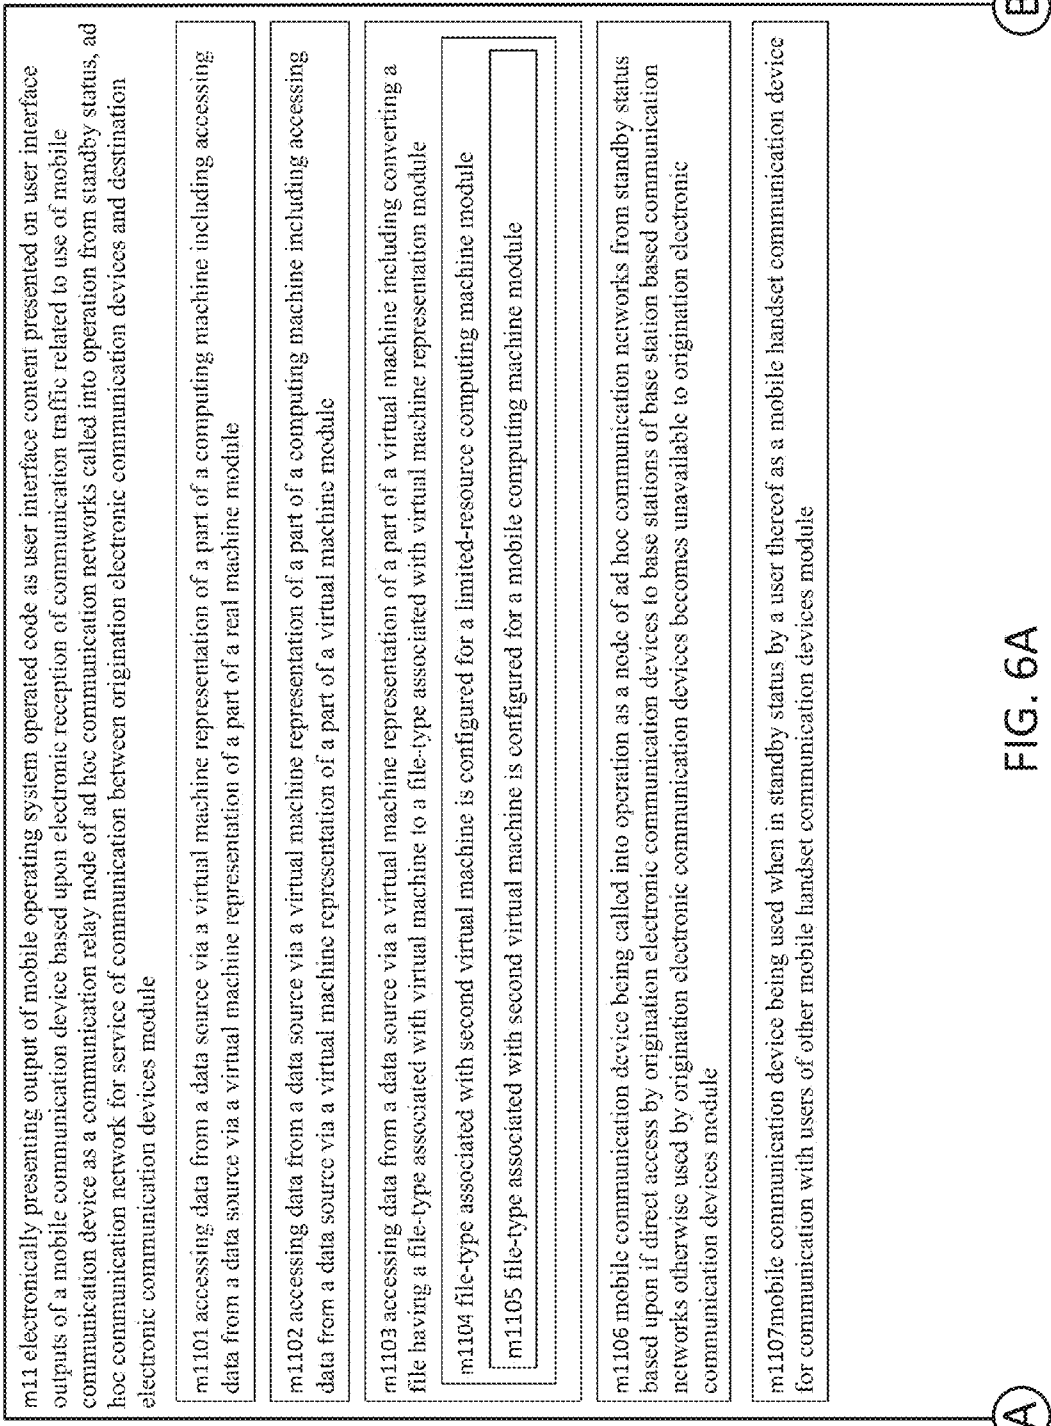 m11 electronically presenting output of mobile operating system operated code as user interface content presented on user interface
outputs of a mobile communication device based upon electronic reception of communication traffic related to use of mobile
communication device as a communication relay node of ad hoc communication networks called into operation from standby status, ad
hoc communication network for service of communication between origination electronic communication devices and destination
electronic communication devices module
m1101 accessing data from a data source via a virtual machine representation of a part of a computing machine including accessing
data from a data source via a virtual machine representation of a part of a real machine module
m1102 accessing data from a data source via a virtual machine representation of a part of a computing machine including accessing
data from a data source via a virtual machine representation of a part of a virtual machine module
m1103 accessing data from a data source via a virtual machine representation of a part of a virtual machine including converting a
file having a file-type associated with virtual machine to a file-type associated with virtual machine representation module
m1104 file-type associated with second virtual machine is configured for a limited-resource computing machine module
m1105 file-type associated with second virtual machine is configured for a mobile computing machine module
m1106 mobile communication device being called into operation as a node of ad hoc communication networks from standby status
based upon if direct access by origination electronic communication devices to base stations of base station based communication
networks otherwise used by origination electronic communication devices becomes unavailable to origination electronic
communication devices module
m1107mobile communication device being used when in standby status by a user thereof as a mobile handset communication device
for communication with users of other mobile handset communication devices module
A
B
FIG. 6A